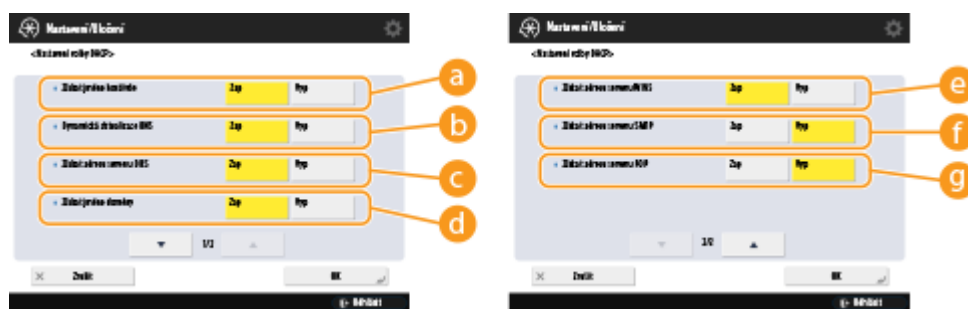 Nastavení/Uložení
<Nastavení volby DHCP>
Získat jméno hostitele Zap Vyp
a
Dynamická aktualizace DNS Zap Vyp
b
Získat adresu serveru DNS Zap Vyp
c
Získat jméno domény Zap Vyp
d
1/2
Zrušit OK
Odhlásit
Nastavení/Uložení
<Nastavení volby DHCP>
Získat adresu serveru WINS Zap Vyp
e
Získat adresu serveru SMTP Zap Vyp
f
Získat adresu serveru POP Zap Vyp
g
2/2
Zrušit OK
Odhlásit